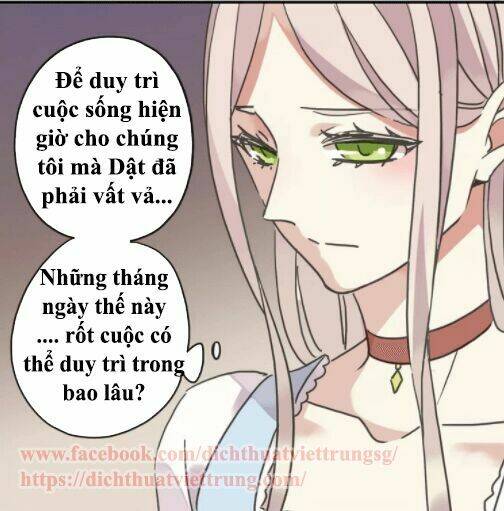 Để duy trì
cuộc sống hiện
giờ cho chúng
tôi mà Dật đã
phải vất vả...
Những tháng
ngày thế này
.... rốt cuộc có
thể duy trì trong
bao lâu?
www.facebook.com/dichthuatviettrungsg/
https://dichthuatviettrung.com/